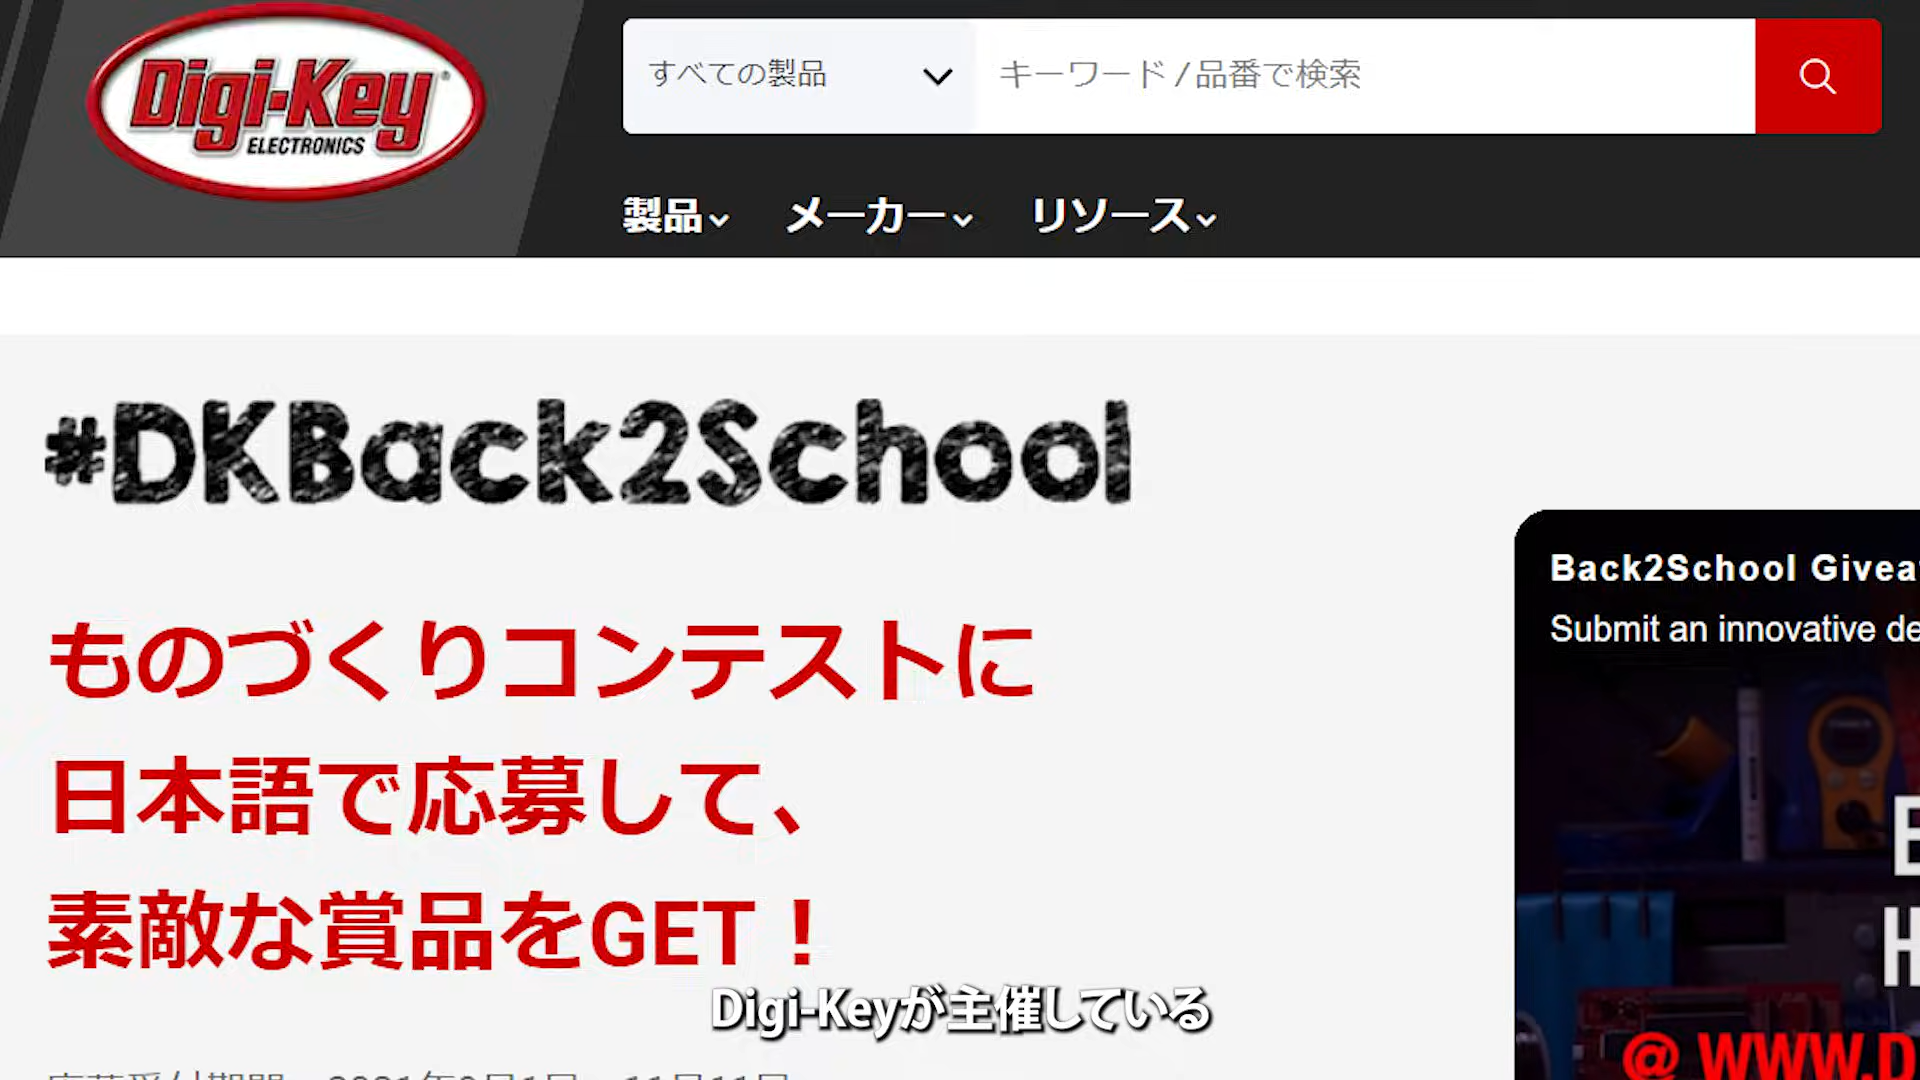 Digi-Key
ELECTRONICS
すべての製品
キーワード / 品番で検索
製品
メーカー
リソース
#DKBack2School
ものづくりコンテストに
日本語で応募して、
素敵な賞品をGET！
Back2School
Submit an innovative
@ WWW.D
Digi-Keyが主催している